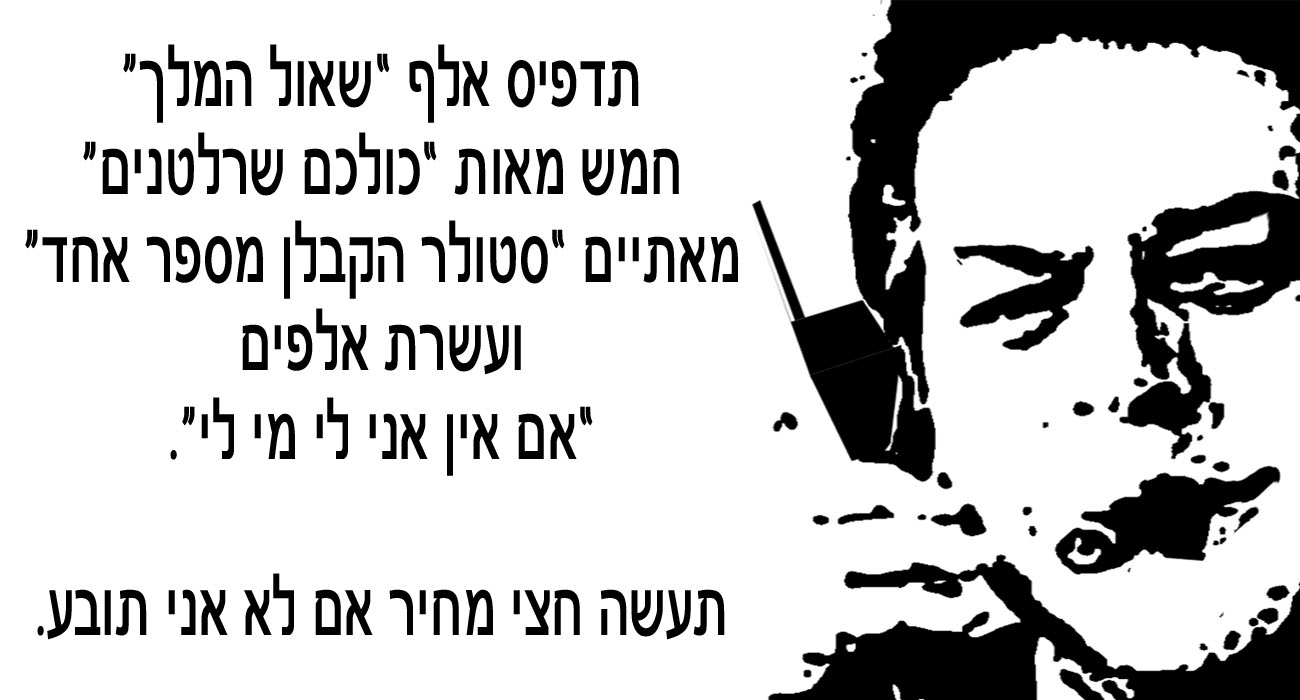 תדפיס אלף "שאול המלך"
חמש מאות "כולכם שרלטנים"
מאתיים "סטולר הקבלן מספר אחד"
ועשרת אלפים
"אם אין אני לי מי לי".
תעשה חצי מחיר אם לא אני תובע.